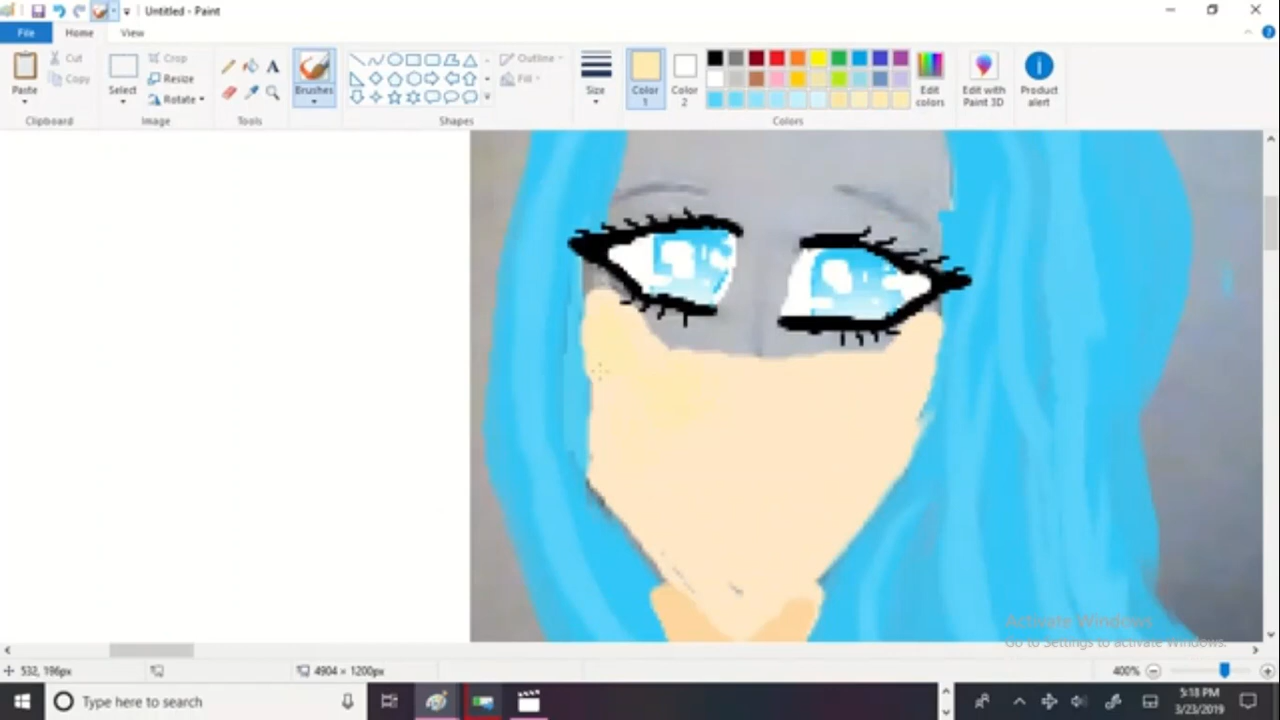 Untitled - Paint
File
Home
View
Paste
Cut
Copy
Clipboard
Select
Crop
Resize
Rotate
Image
Tools
Brushes
Outline
Fill
Shapes
Size
Color 1
Color 2
Edit colors
Edit with Paint 3D
Product alert
Colors
Activate Windows
Go to Settings to activate Windows.
532, 196px
4904 × 1200px
400%
Type here to search
5:18 PM
3/23/2019